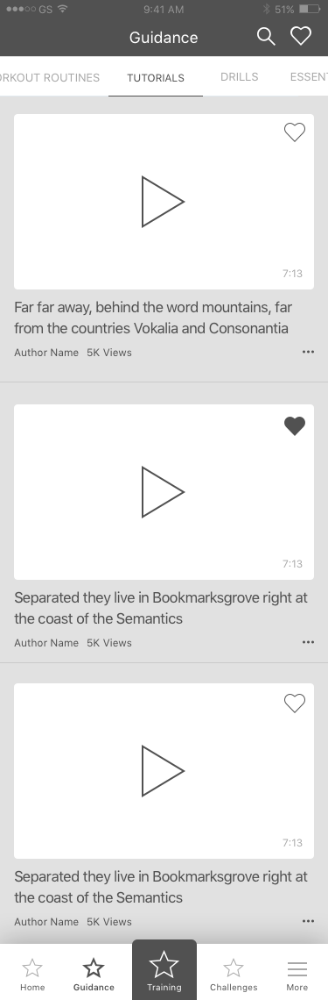 GS 9:41 AM 51%
Guidance
ORKOUT ROUTINES TUTORIALS DRILLS ESSENT
7:13
Far far away, behind the word mountains, far
from the countries Vokalia and Consonantia
Author Name 5K Views
7:13
Separated they live in Bookmarksgrove right at
the coast of the Semantics
Author Name 5K Views
7:13
Separated they live in Bookmarksgrove right at
the coast of the Semantics
Author Name 5K Views
Home Guidance Training Challenges More